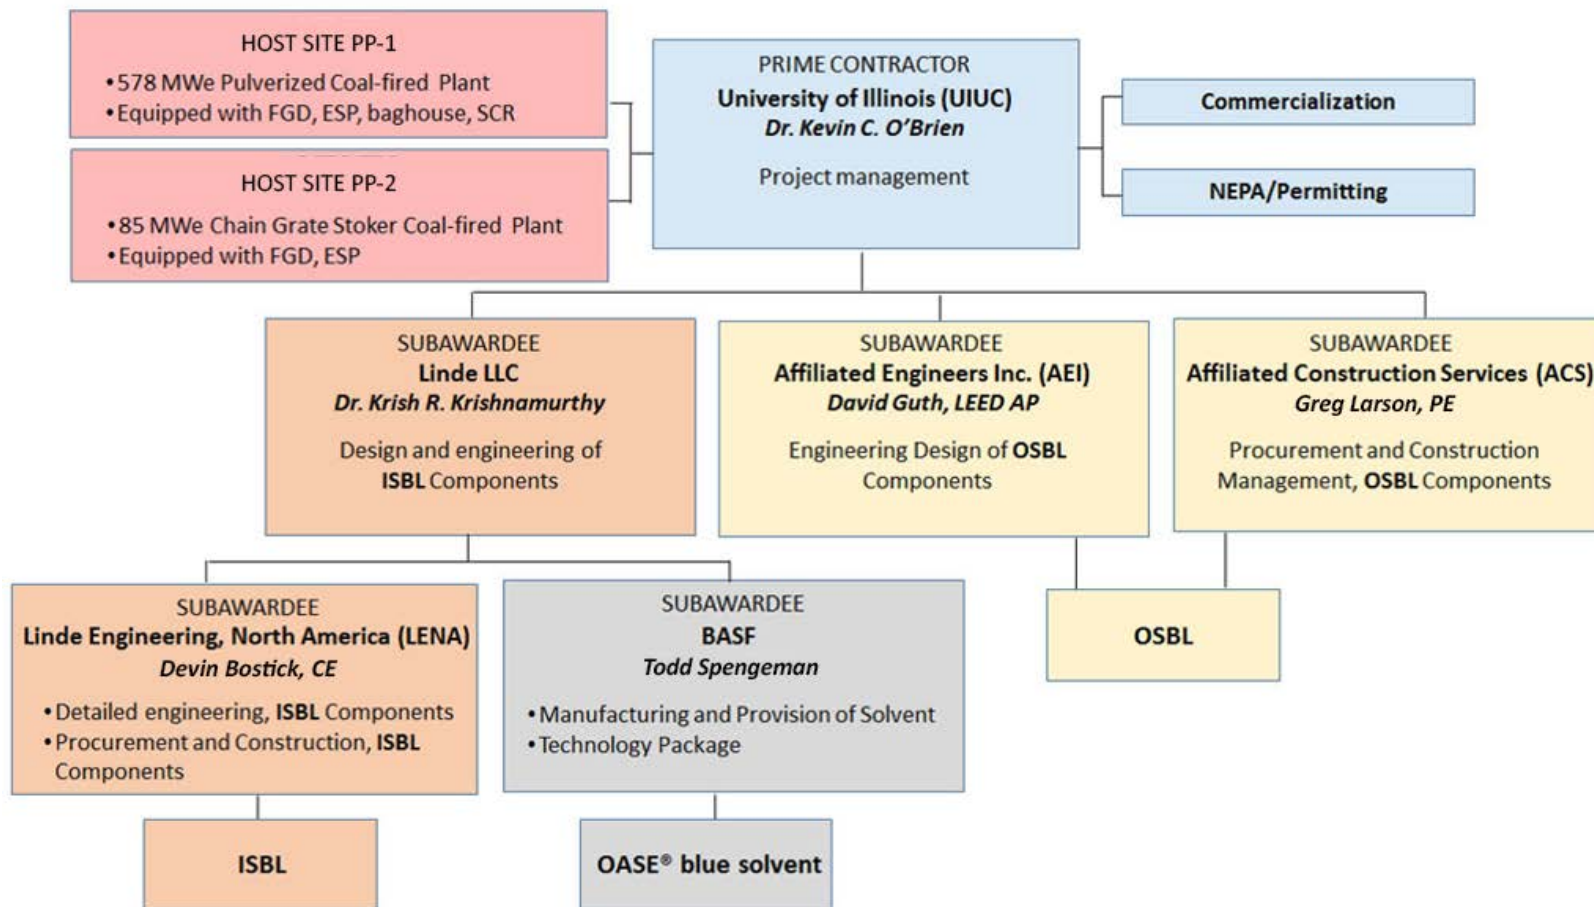 HOST SITE PP-1
•578 MWe Pulverized Coal-fired Plant
•Equipped with FGD, ESP, baghouse, SCR
HOST SITE PP-2
•85 MWe Chain Grate Stoker Coal-fired Plant
•Equipped with FGD, ESP
PRIME CONTRACTOR
University of Illinois (UIUC)
Dr. Kevin C. O’Brien
Project management
Commercialization
NEPA/Permitting
SUBAWARDEE
Linde LLC
Dr. Krish R. Krishnamurthy
Design and engineering of
ISBL Components
SUBAWARDEE
Affiliated Engineers Inc. (AEI)
David Guth, LEED AP
Engineering Design of OSBL
Components
SUBAWARDEE
Affiliated Construction Services (ACS)
Greg Larson, PE
Procurement and Construction
Management, OSBL Components
SUBAWARDEE
Linde Engineering, North America (LENA)
Devin Bostick, CE
•Detailed engineering, ISBL Components
•Procurement and Construction, ISBL
Components
SUBAWARDEE
BASF
Todd Spengeman
•Manufacturing and Provision of Solvent
•Technology Package
OSBL
ISBL
OASE® blue solvent